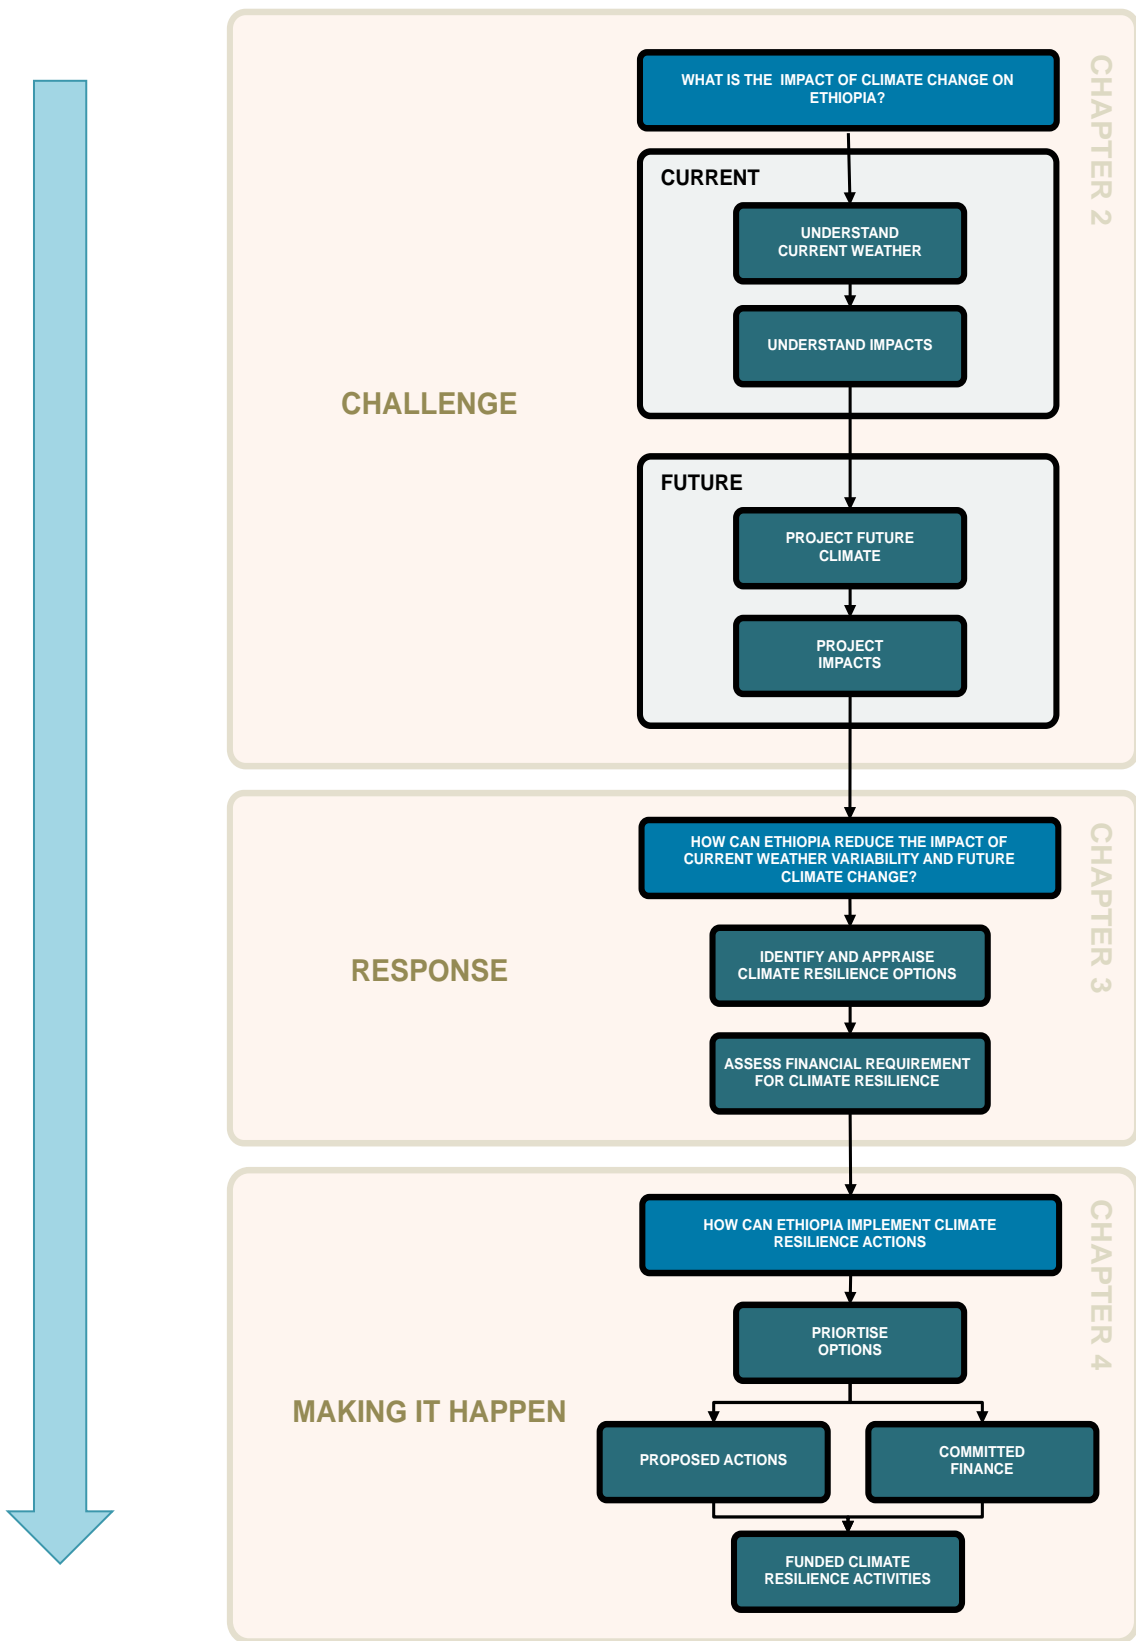 WHAT IS THE IMPACT OF CLIMATE CHANGE ON
ETHIOPIA?
CHAPTER 2
CURRENT
UNDERSTAND
CURRENT WEATHER
UNDERSTAND IMPACTS
CHALLENGE
FUTURE
PROJECT FUTURE
CLIMATE
PROJECT
IMPACTS
HOW CAN ETHIOPIA REDUCE THE IMPACT OF
CURRENT WEATHER VARIABILITY AND FUTURE
CLIMATE CHANGE?
CHAPTER 3
IDENTIFY AND APPRAISE
CLIMATE RESILIENCE OPTIONS
RESPONSE
ASSESS FINANCIAL REQUIREMENT
FOR CLIMATE RESILIENCE
HOW CAN ETHIOPIA IMPLEMENT CLIMATE
RESILIENCE ACTIONS
CHAPTER 4
PRIORTISE
OPTIONS
MAKING IT HAPPEN
PROPOSED ACTIONS
COMMITTED
FINANCE
FUNDED CLIMATE
RESILIENCE ACTIVITIES